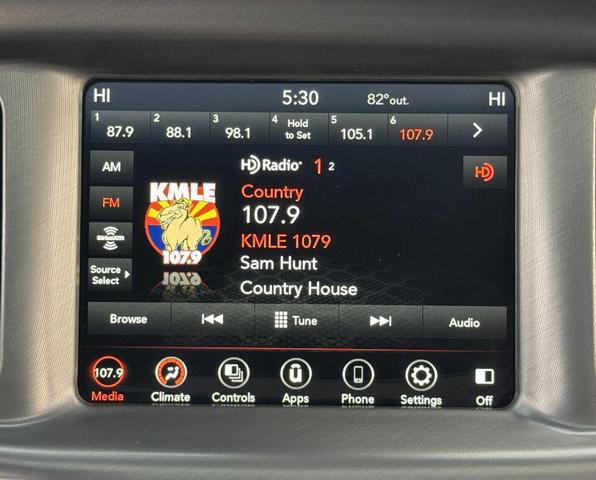 HI 5:30 82°out. HI
1 87.9 2 88.1 3 98.1 4 Hold to Set 5 105.1 6 107.9
AM
FM
SiriusXM
Source
Select
KMLE
107.9
HD Radio 1 2
HD
Country
107.9
KMLE 1079
Sam Hunt
Country House
Browse Tune Audio
107.9
Media Climate Controls Apps Phone Settings Off